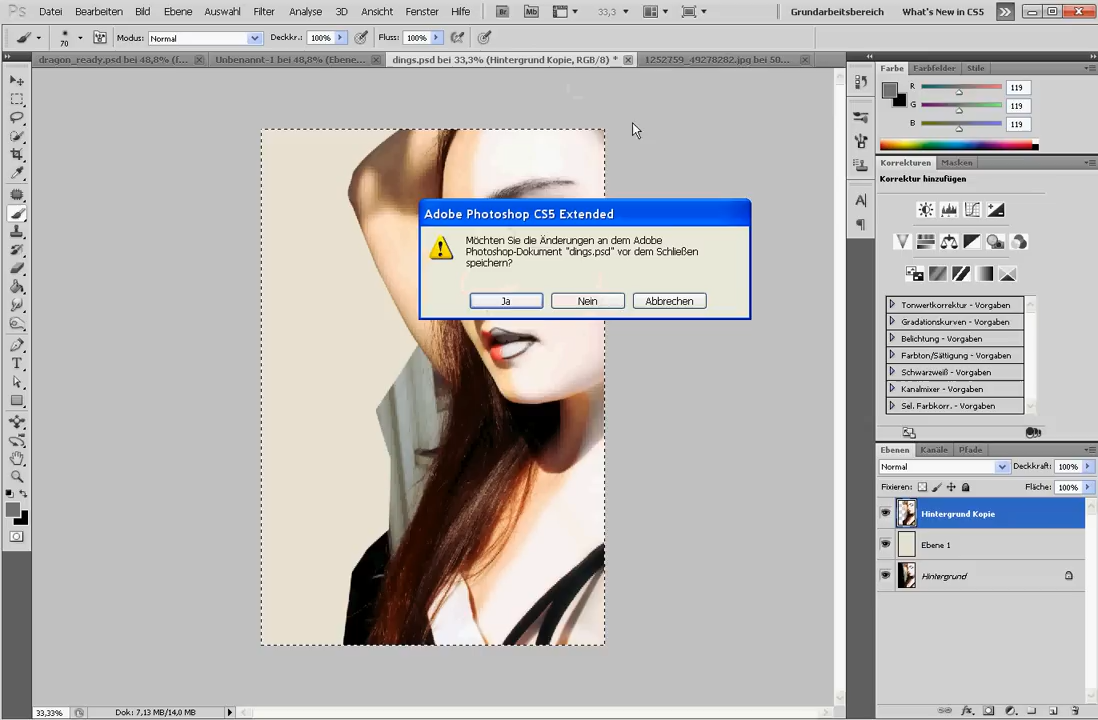 Ps Datei Bearbeiten Bild Ebene Auswahl Filter Analyse 3D Ansicht Fenster Hilfe Br Mb 33,3 Grundarbeitsbereich What's New in CS5
70 Modus: Normal Deckkr.: 100% Fluss: 100%
dragon_ready.psd bei 48,8% (I... Unbenannt-1 bei 48,8% (Ebene... dings.psd bei 33,3% (Hintergrund Kopie, RGB/8) * 1252759_49278282.jpg bei 50...
Farbe Farbfelder Stile
R 119
G 119
B 119
Korrekturen Masken
Korrektur hinzufügen
Adobe Photoshop CS5 Extended
Möchten Sie die Änderungen an dem Adobe
Photoshop-Dokument "dings.psd" vor dem Schließen
speichern?
Ja Nein Abbrechen
Tonwertkorrektur - Vorgaben
Gradationskurven - Vorgaben
Belichtung - Vorgaben
Farbton/Sättigung - Vorgaben
Schwarzweiß - Vorgaben
Kanalmixer - Vorgaben
Sel. Farbkorr. - Vorgaben
Ebenen Kanäle Pfade
Normal Deckkraft: 100%
Fixieren: Fläche: 100%
Hintergrund Kopie
Ebene 1
Hintergrund
33,33% Dok: 7,13 MB/14,0 MB